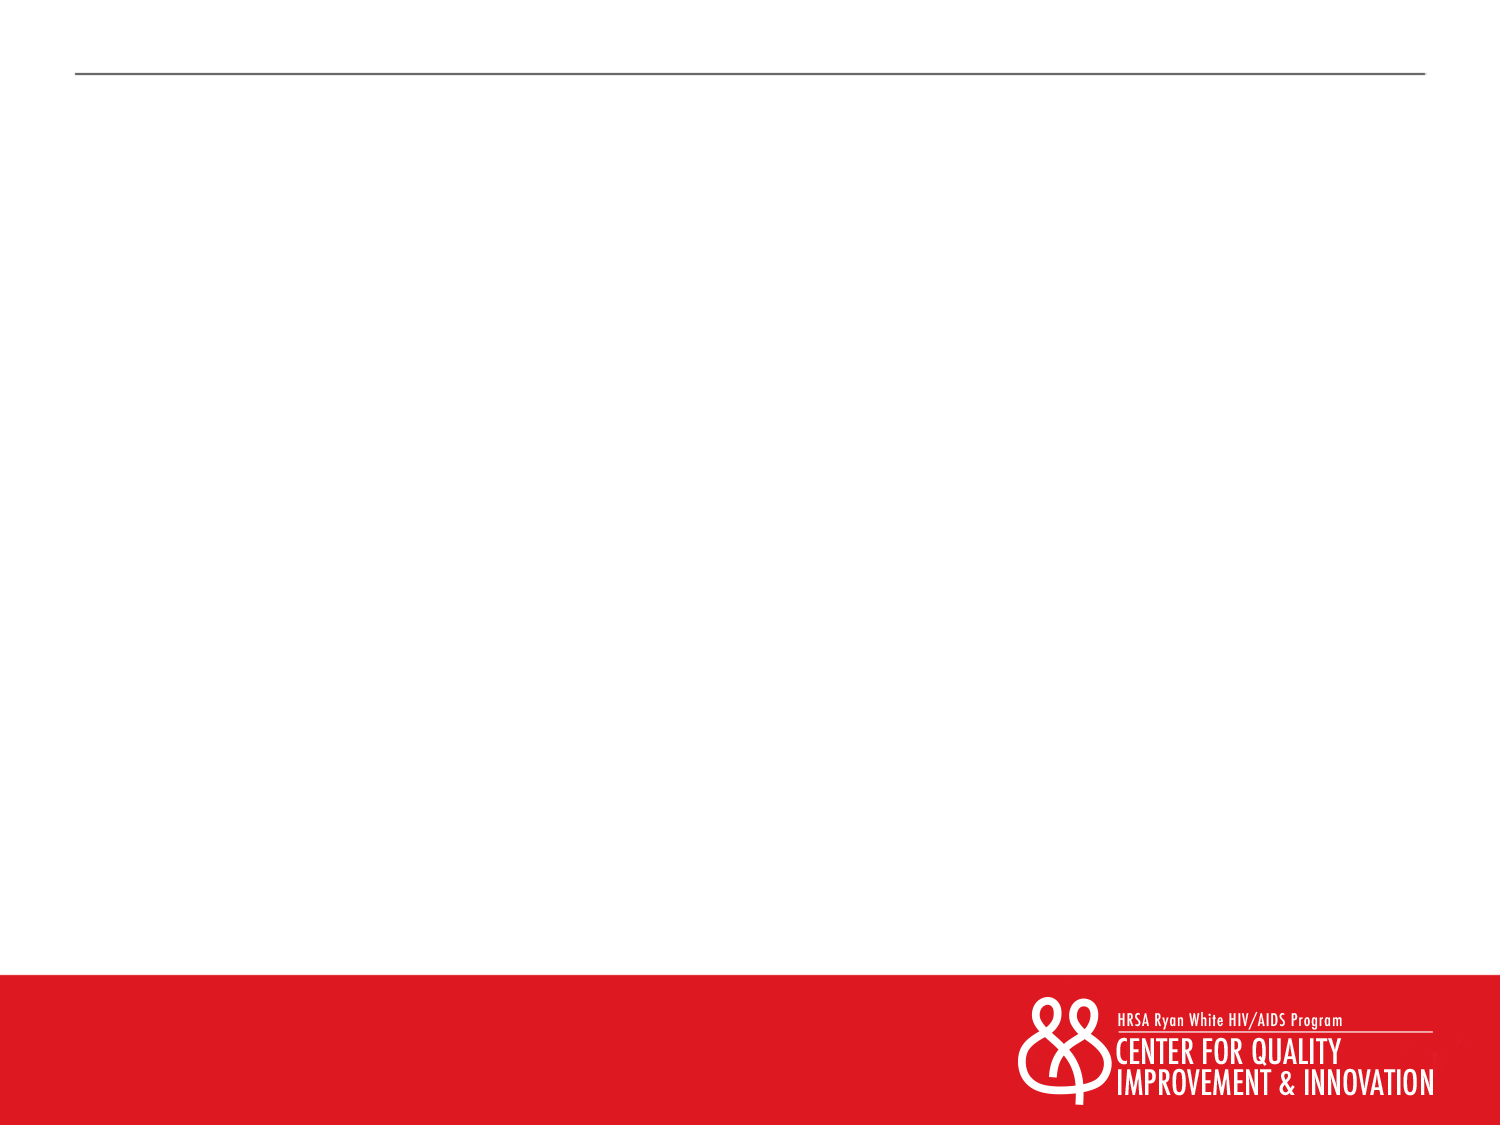 HRSA Ryan White HIV/AIDS Program
CENTER FOR QUALITY
IMPROVEMENT & INNOVATION